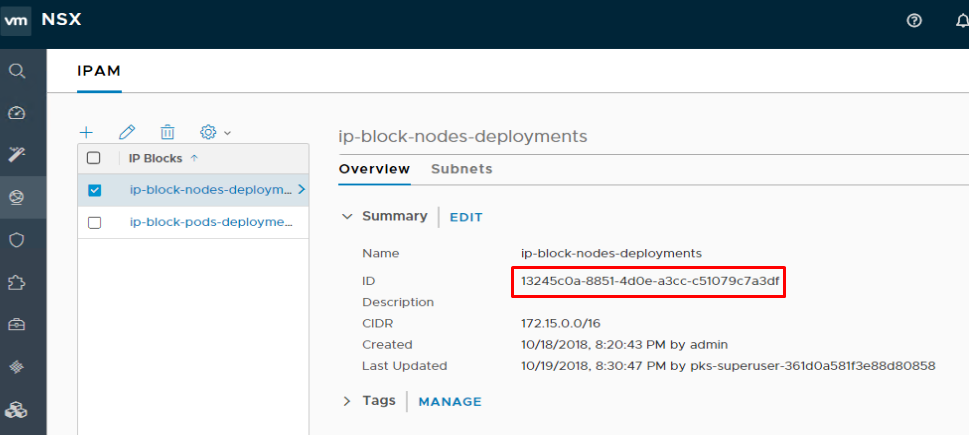 vm NSX
IPAM
IP Blocks
ip-block-nodes-deploym...
ip-block-pods-deployme...
ip-block-nodes-deployments
Overview Subnets
Summary EDIT
Name ip-block-nodes-deployments
ID 13245c0a-8851-4d0e-a3cc-c51079c7a3df
Description
CIDR 172.15.0.0/16
Created 10/18/2018, 8:20:43 PM by admin
Last Updated 10/19/2018, 8:30:47 PM by pks-superuser-361d0a581f3e88d80858
Tags MANAGE